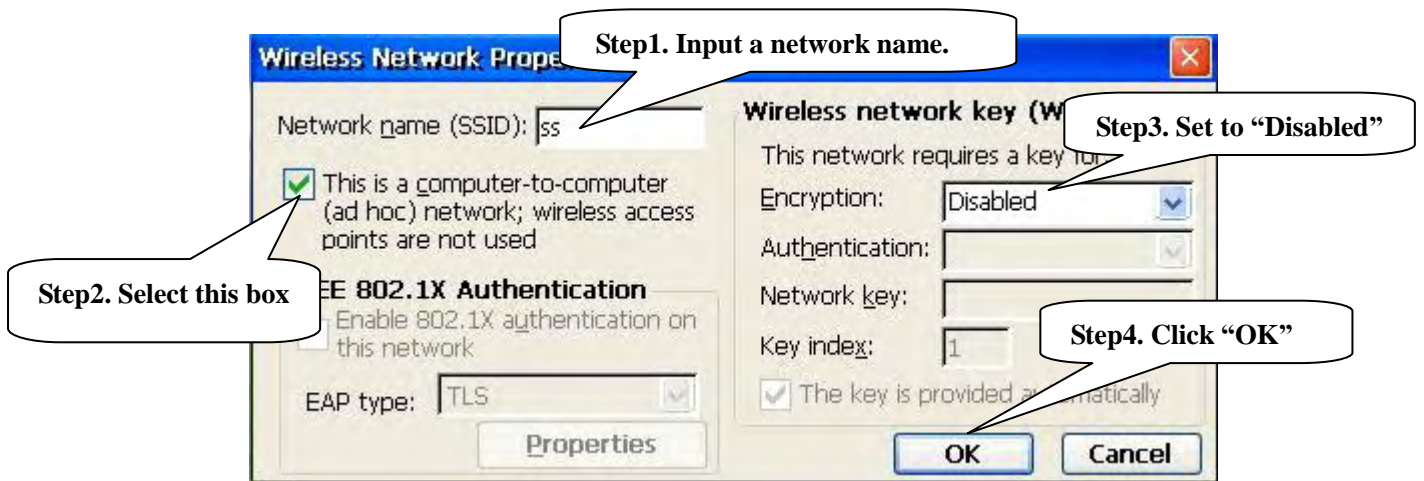 Step1. Input a network name.
Wireless Network Prope
Network name (SSID): ss
This is a computer-to-computer
(ad hoc) network; wireless access
points are not used
Step2. Select this box
EE 802.1X Authentication
Enable 802.1X authentication on
this network
EAP type: TLS
Properties
Wireless network key (W
Step3. Set to “Disabled”
This network requires a key for
Encryption: Disabled
Authentication:
Network key:
Step4. Click “OK”
Key index: 1
The key is provided automatically
OK
Cancel